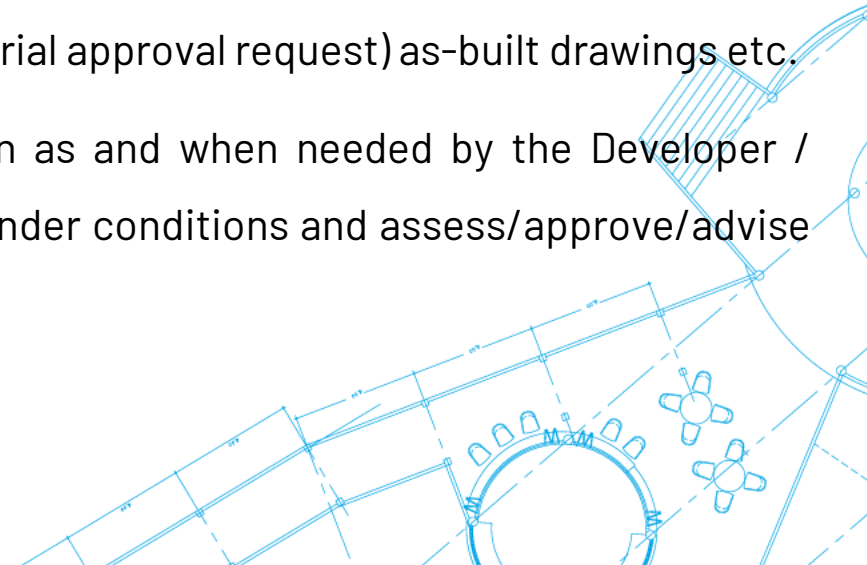 rial approval request) as-built drawings etc.
n as and when needed by the Developer /
nder conditions and assess/approve/advise